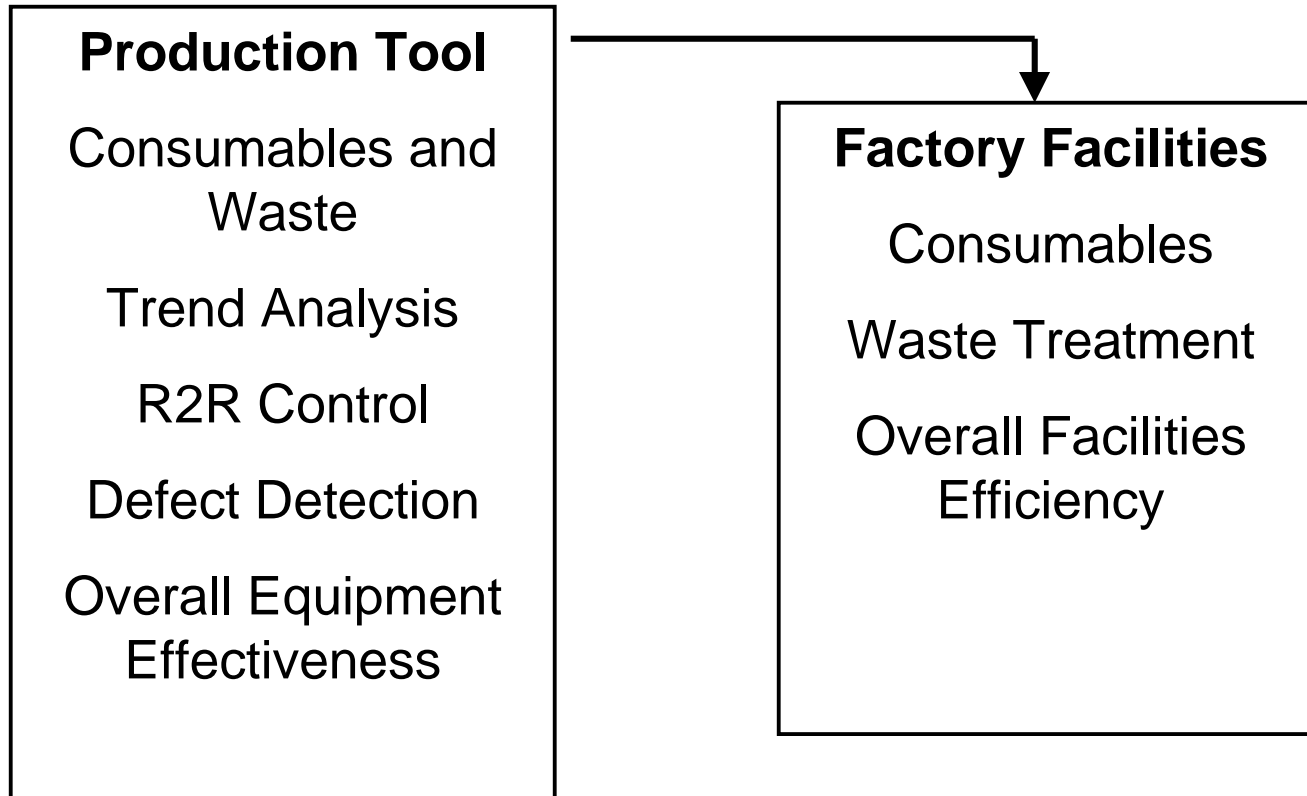 Production Tool
Consumables and
Waste
Trend Analysis
R2R Control
Defect Detection
Overall Equipment
Effectiveness
Factory Facilities
Consumables
Waste Treatment
Overall Facilities
Efficiency